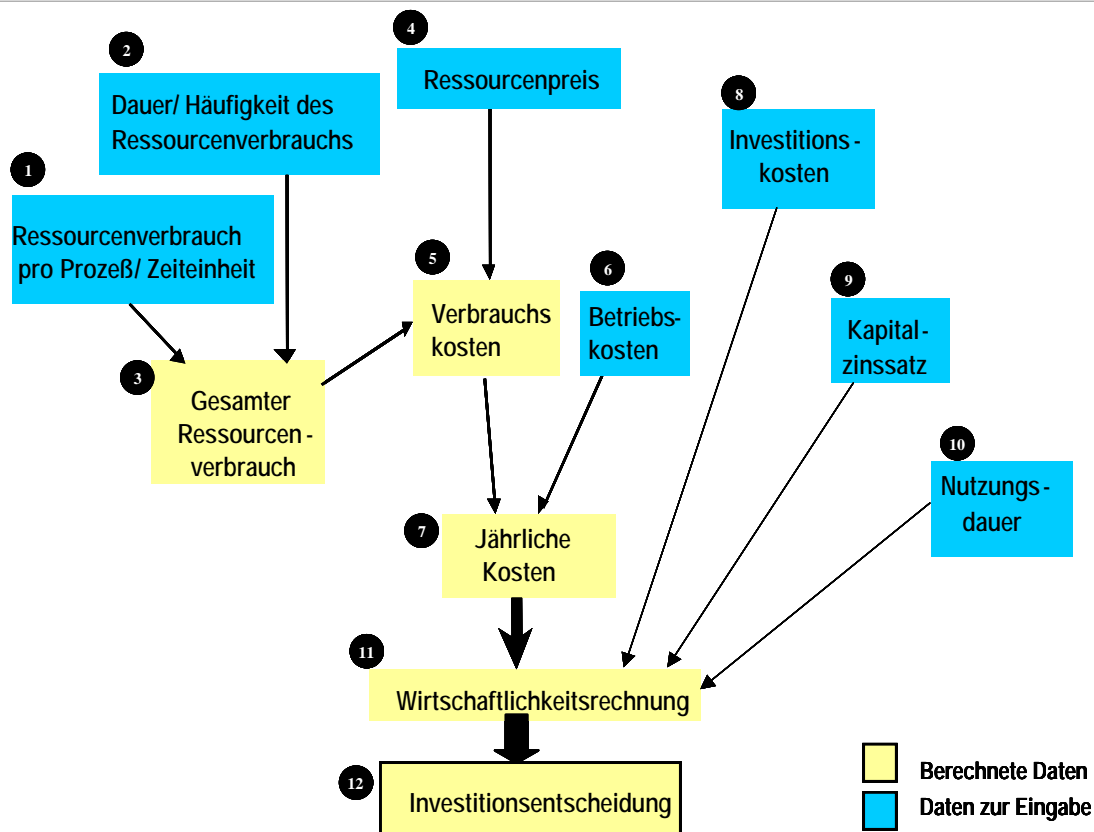 1
Ressourcenverbrauch
pro Prozeß/ Zeiteinheit
2
Dauer/ Häufigkeit des
Ressourcenverbrauchs
3
Gesamter
Ressourcen-
verbrauch
4
Ressourcenpreis
5
Verbrauchs
kosten
6
Betriebs-
kosten
7
Jährliche
Kosten
8
Investitions-
kosten
9
Kapital-
zinssatz
10
Nutzungs-
dauer
11
Wirtschaftlichkeitsrechnung
12
Investitionsentscheidung
Berechnete Daten
Daten zur Eingabe